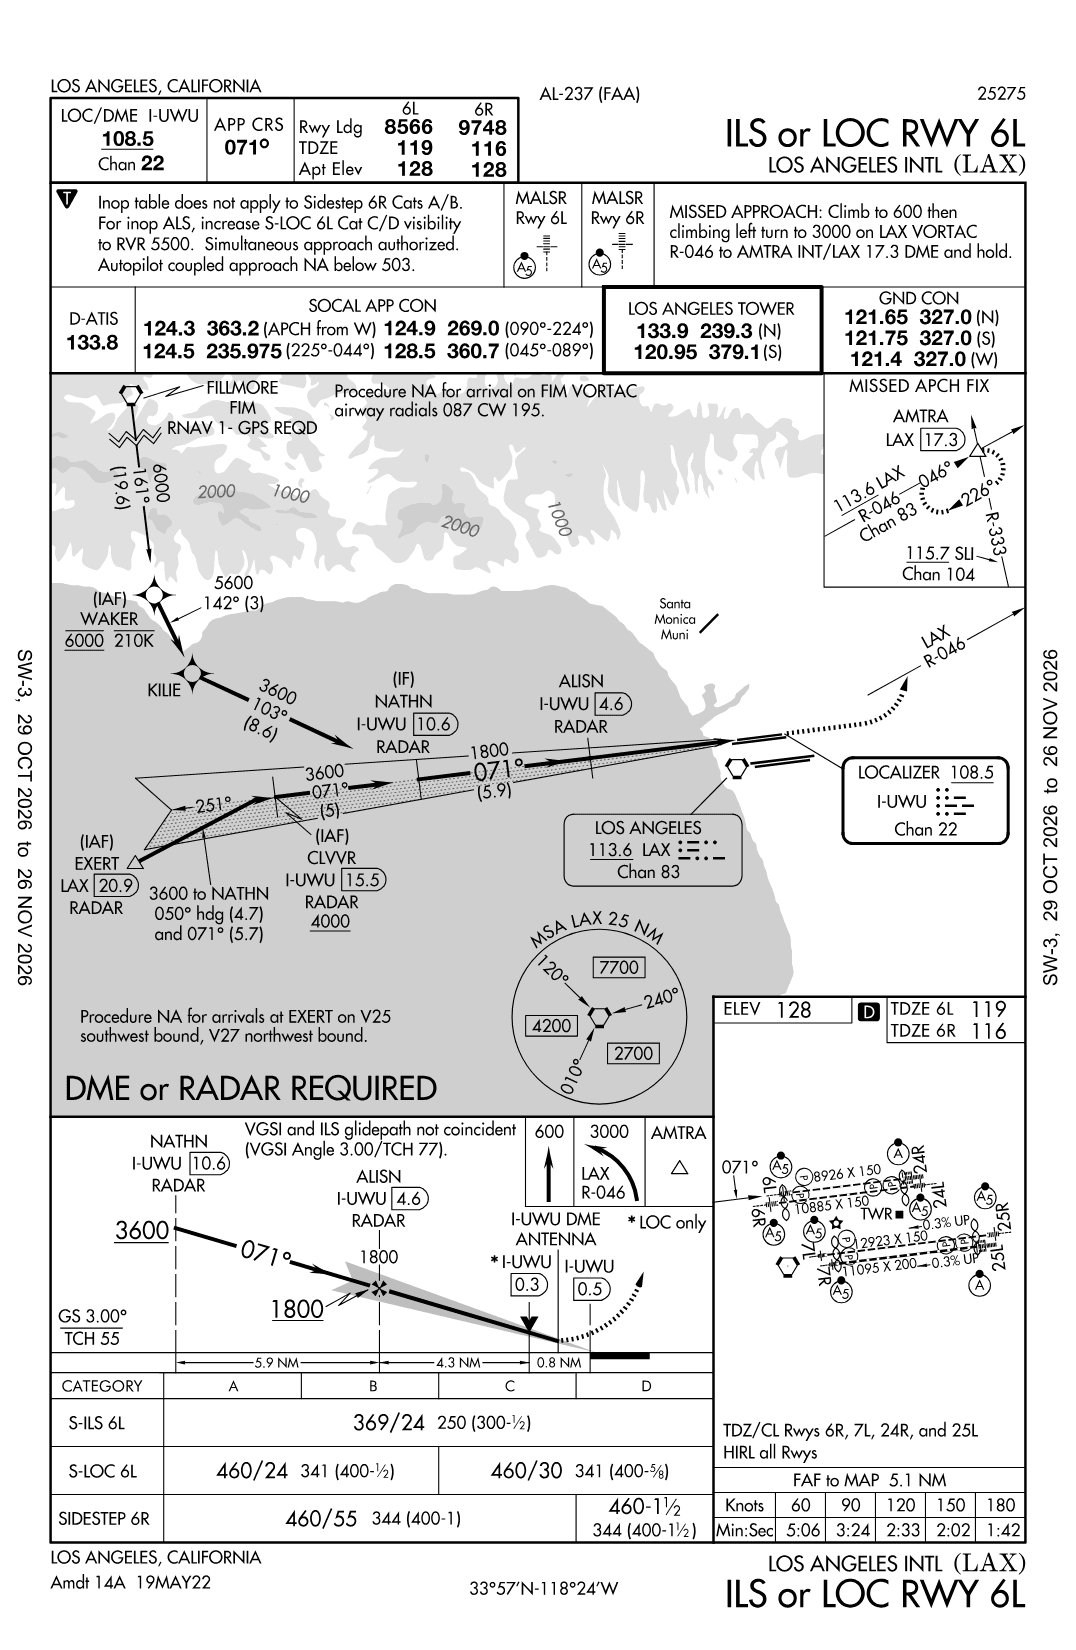 LOS ANGELES, CALIFORNIA
AL-237 (FAA)
25275
LOC/DME I-UWU
108.5
Chan 22
APP CRS
071°
6L 6R
Rwy Ldg 8566 9748
TDZE 119 116
Apt Elev 128 128
ILS or LOC RWY 6L
LOS ANGELES INTL (LAX)
T
Inop table does not apply to Sidestep 6R Cats A/B.
For inop ALS, increase S-LOC 6L Cat C/D visibility
to RVR 5500. Simultaneous approach authorized.
Autopilot coupled approach NA below 503.
MALSR
Rwy 6L
A5
MALSR
Rwy 6R
A5
MISSED APPROACH: Climb to 600 then
climbing left turn to 3000 on LAX VORTAC
R-046 to AMTRA INT/LAX 17.3 DME and hold.
D-ATIS
133.8
SOCAL APP CON
124.3 363.2 (APCH from W) 124.9 269.0 (090°-224°)
124.5 235.975 (225°-044°) 128.5 360.7 (045°-089°)
LOS ANGELES TOWER
133.9 239.3 (N)
120.95 379.1 (S)
GND CON
121.65 327.0 (N)
121.75 327.0 (S)
121.4 327.0 (W)
FILLMORE
FIM
RNAV 1- GPS REQD
Procedure NA for arrival on FIM VORTAC
airway radials 087 CW 195.
MISSED APCH FIX
AMTRA
LAX 17.3
113.6 LAX
R-046
Chan 83
046°
226°
R-333
115.7 SLI
Chan 104
6000
161°
(19.6)
2000
1000
2000
1000
(IAF)
WAKER
6000 210K
5600
142° (3)
KILIE
3600
103°
(8.6)
Santa
Monica
Muni
LAX
R-046
(IF)
NATHN
I-UWU 10.6
RADAR
ALISN
I-UWU 4.6
RADAR
1800
071°
(5.9)
3600
071°
(5)
251°
(IAF)
EXERT
LAX 20.9
RADAR
3600 to NATHN
050° hdg (4.7)
and 071° (5.7)
(IAF)
CLVVR
I-UWU 15.5
RADAR
4000
LOS ANGELES
113.6 LAX
Chan 83
LOCALIZER 108.5
I-UWU
Chan 22
MSA LAX 25 NM
120°
7700
240°
4200
2700
010°
Procedure NA for arrivals at EXERT on V25
southwest bound, V27 northwest bound.
DME or RADAR REQUIRED
SW-3, 29 OCT 2026 to 26 NOV 2026
SW-3, 29 OCT 2026 to 26 NOV 2026
ELEV 128
D
TDZE 6L 119
TDZE 6R 116
071°
A5
A
6L
P
8926 X 150
P
P
24R
6R
10885 X 150
24L
A5
A5
A5
A5
TWR
7L
P
12923 X 150
0.3% UP
P
P
25R
7R
P
11095 X 200
0.3% UP
25L
A5
A
TDZ/CL Rwys 6R, 7L, 24R, and 25L
HIRL all Rwys
FAF to MAP 5.1 NM
Knots 60 90 120 150 180
Min:Sec 5:06 3:24 2:33 2:02 1:42
VGSI and ILS glidepath not coincident
(VGSI Angle 3.00/TCH 77).
NATHN
I-UWU 10.6
RADAR
ALISN
I-UWU 4.6
RADAR
600
3000
LAX
R-046
AMTRA
I-UWU DME
ANTENNA
* LOC only
* I-UWU
0.3
I-UWU
0.5
3600
071°
1800
1800
GS 3.00°
TCH 55
5.9 NM
4.3 NM
0.8 NM
CATEGORY A B C D
S-ILS 6L 369/24 250 (300-½)
S-LOC 6L 460/24 341 (400-½) 460/30 341 (400-⅝)
SIDESTEP 6R 460/55 344 (400-1) 460-1½ 344 (400-1½)
LOS ANGELES, CALIFORNIA
Amdt 14A 19MAY22
33°57'N-118°24'W
LOS ANGELES INTL (LAX)
ILS or LOC RWY 6L